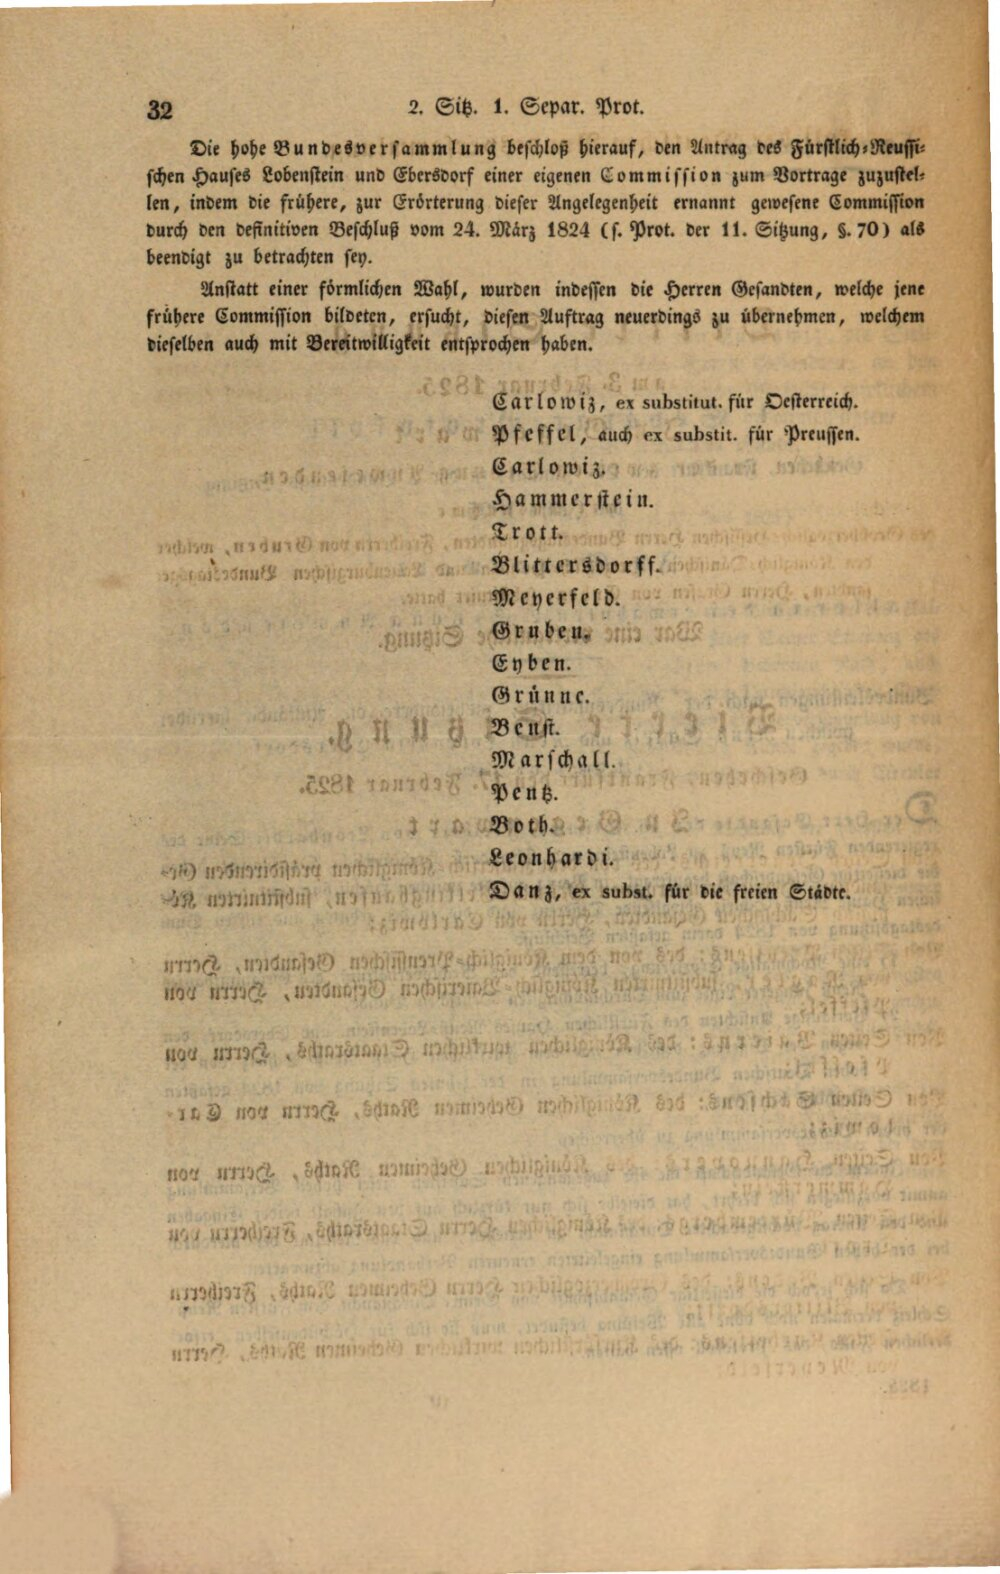 32 2. Sitz. 1. Separ. Prot.
Die hohe Bundesversammlung beschloß hierauf, den Antrag des Fürstlich-Reussi-
schen Hauses Lobenstein und Ebersdorf einer eigenen Commission zum Vortrage zuzustel-
len, indem die frühere, zur Erörterung dieser Angelegenheit ernannt gewesene Commission
durch den definitiven Beschluß vom 24. März 1824 (s. Prot. der 11. Sitzung, §. 70) als
beendigt zu betrachten sey.
Anstatt einer förmlichen Wahl, wurden indessen die Herren Gesandten, welche jene
frühere Commission bildeten, ersucht, diesen Auftrag neuerdings zu übernehmen, welchem
dieselben auch mit Bereitwilligkeit entsprochen haben.
Carlowiz, ex substitut. für Oesterreich.
Pfeffel, auch ex substit. für Preussen.
Carlowiz.
Hammerstein.
Trott.
Blittersdorff.
Meyerfeld.
Gruben.
Eyben.
Grünne.
Beust.
Marschall.
Pentz.
Both.
Leonhardi.
Danz, ex subst. für die freien Städte.